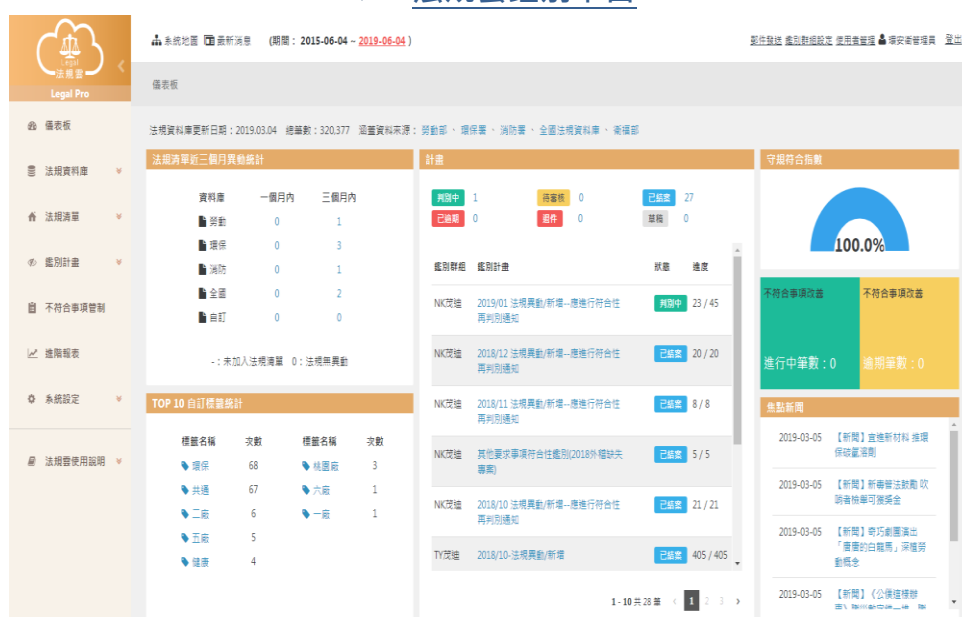 法規雲鑑別平台
Legal
法規雲
Legal Pro
系統地圖 最新消息 (期間： 2015-06-04 ~ 2019-06-04 )
郵件發送 鑑別群組設定 使用者管理 環安衛管理員 登出
儀表板
儀表板
法規資料庫
法規清單
鑑別計畫
不符合事項管制
進階報表
系統設定
法規雲使用說明
法規資料庫更新日期：2019.03.04 總筆數：320,377 涵蓋資料來源：勞動部、環保署、消防署、全國法規資料庫、衛福部
法規清單近三個月異動統計
資料庫 一個月內 三個月內
勞動 0 1
環保 0 3
消防 0 1
全國 0 2
自訂 0 0
-：未加入法規清單 0：法規無異動
TOP 10 自訂標籤統計
標籤名稱 次數 標籤名稱 次數
環保 68 桃園廠 3
共通 67 六廠 1
二廠 6 一廠 1
五廠 5
健康 4
計畫
判別中 1 待審核 0 已結案 27
已逾期 0 退件 0 草稿 0
鑑別群組 鑑別計畫 狀態 進度
NK茂迪 2019/01 法規異動/新增--應進行符合性 判別中 23 / 45
再判別通知
NK茂迪 2018/12 法規異動/新增--應進行符合性 已結案 20 / 20
再判別通知
NK茂迪 2018/11 法規異動/新增--應進行符合性 已結案 8 / 8
再判別通知
NK茂迪 其他要求事項符合性鑑別(2018外稽缺失 已結案 5 / 5
專案)
NK茂迪 2018/10 法規異動/新增--應進行符合性 已結案 21 / 21
再判別通知
TY茂迪 2018/10-法規異動/新增 已結案 405 / 405
1 - 10 共 28 筆 ‹ 1 2 3 ›
守規符合指數
100.0%
不符合事項改善
進行中筆數：0
不符合事項改善
逾期筆數：0
焦點新聞
2019-03-05 【新聞】宜進新材料 推環
保破氫溶劑
2019-03-05 【新聞】新專營法鼓勵 吹
哨者檢舉可獲獎金
2019-03-05 【新聞】奇巧劇團演出
「唐唐的白龍馬」深植勞
動概念
2019-03-05 【新聞】《公僕這樣辦